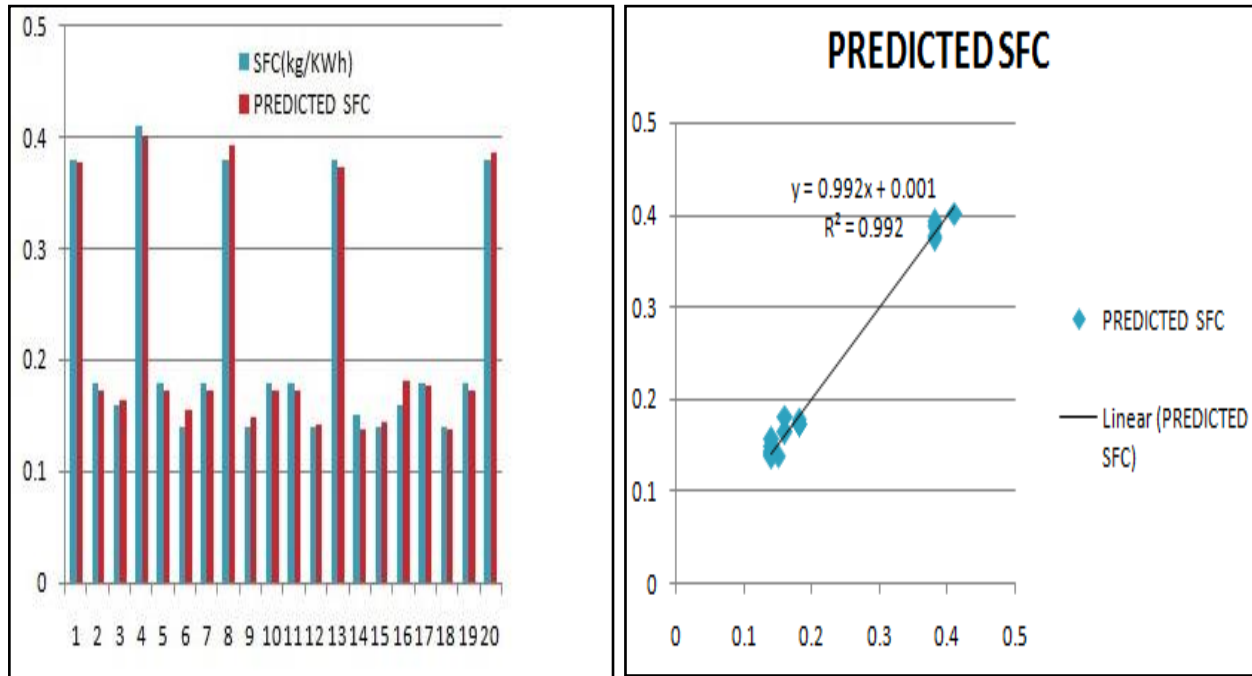 0.5
SFC(kg/KWh)
PREDICTED SFC
0.4
0.3
0.2
0.1
0
1 2 3 4 5 6 7 8 9 10 11 12 13 14 15 16 17 18 19 20
PREDICTED SFC
0.5
y = 0.992x + 0.001
0.4
R² = 0.992
0.3
PREDICTED SFC
0.2
Linear (PREDICTED
SFC)
0.1
0
0 0.1 0.2 0.3 0.4 0.5